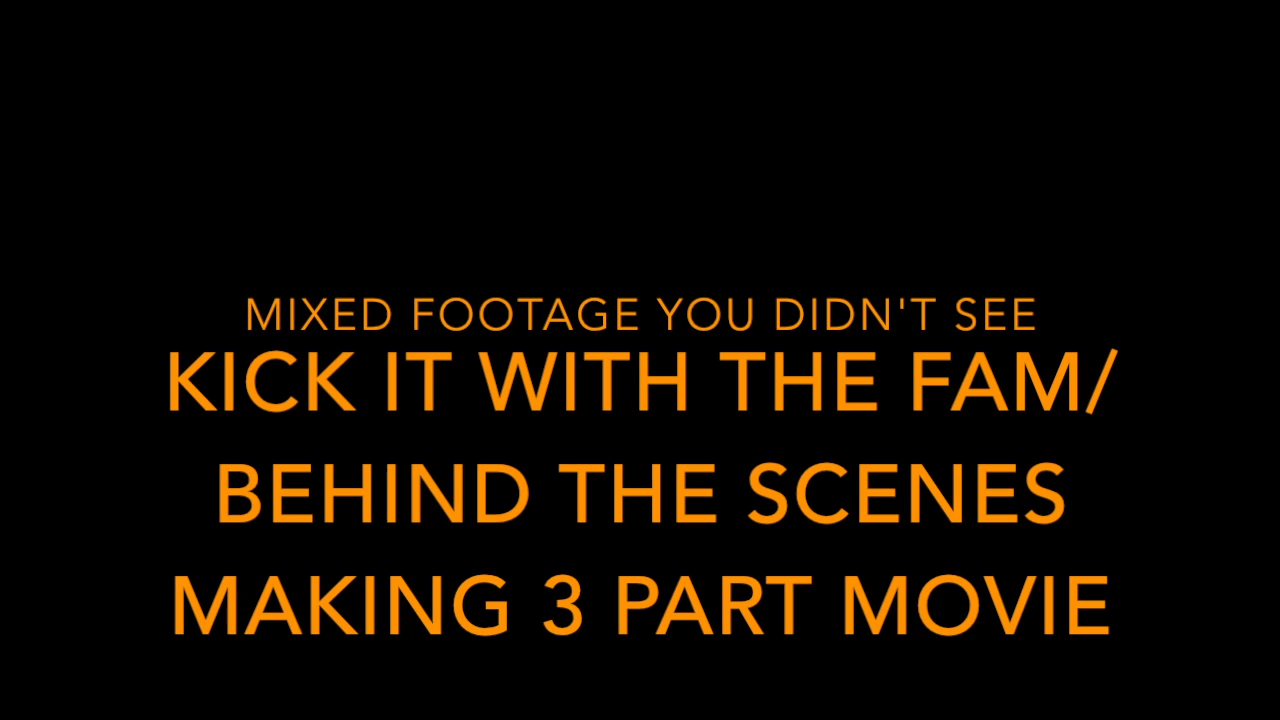 MIXED FOOTAGE YOU DIDN'T SEE
KICK IT WITH THE FAM/
BEHIND THE SCENES
MAKING 3 PART MOVIE